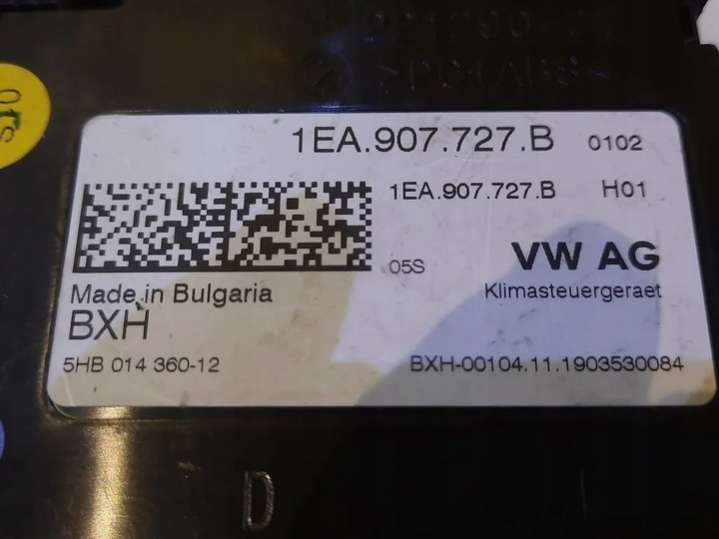 1EA.907.727.B 0102
1EA.907.727.B H01
05S VW AG
Made in Bulgaria Klimasteuergeraet
BXH
5HB 014 360-12 BXH-00104.11.1903530084
D